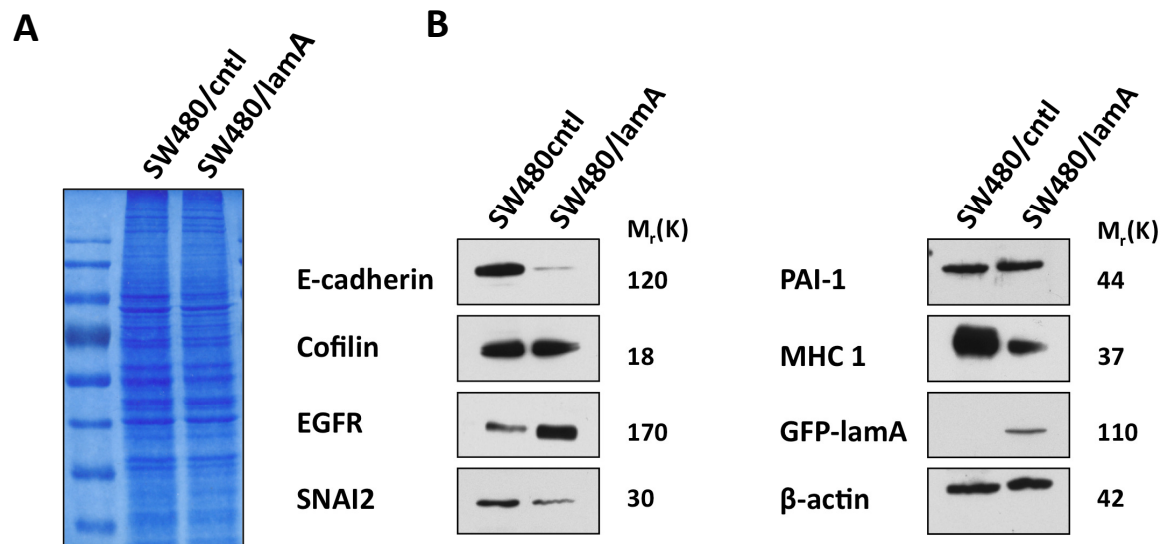 A
SW480/cntl
SW480/lamA
B
SW480cntl
SW480/lamA
Mr(K)
E-cadherin 120
Cofilin 18
EGFR 170
SNAI2 30
SW480/cntl
SW480/lamA
Mr(K)
PAI-1 44
MHC 1 37
GFP-lamA 110
β-actin 42